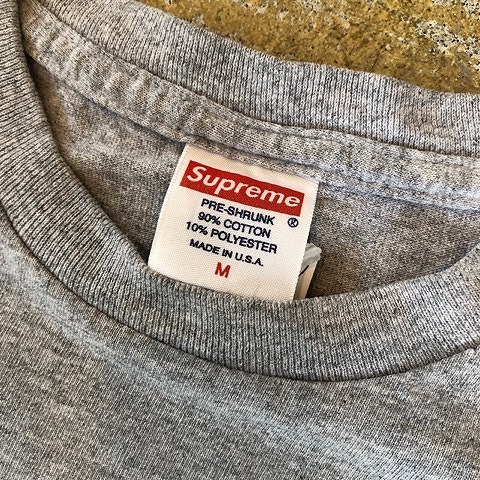 Supreme
®
PRE-SHRUNK
90% COTTON
10% POLYESTER
MADE IN U.S.A.
M